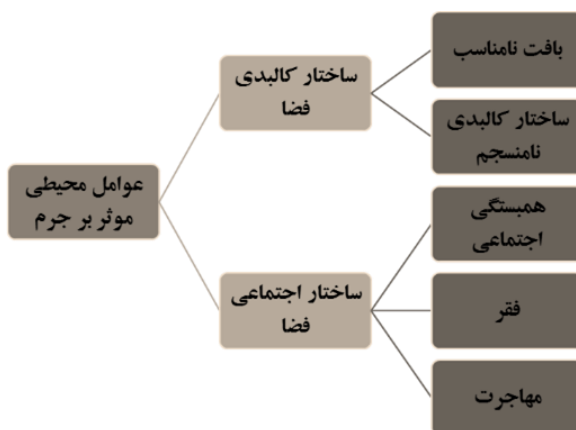 عوامل محیطی
موثر بر جرم
ساختار کالبدی
فضا
بافت نامناسب
ساختار کالبدی
نامنسجم
ساختار اجتماعی
فضا
همبستگی
اجتماعی
فقر
مهاجرت